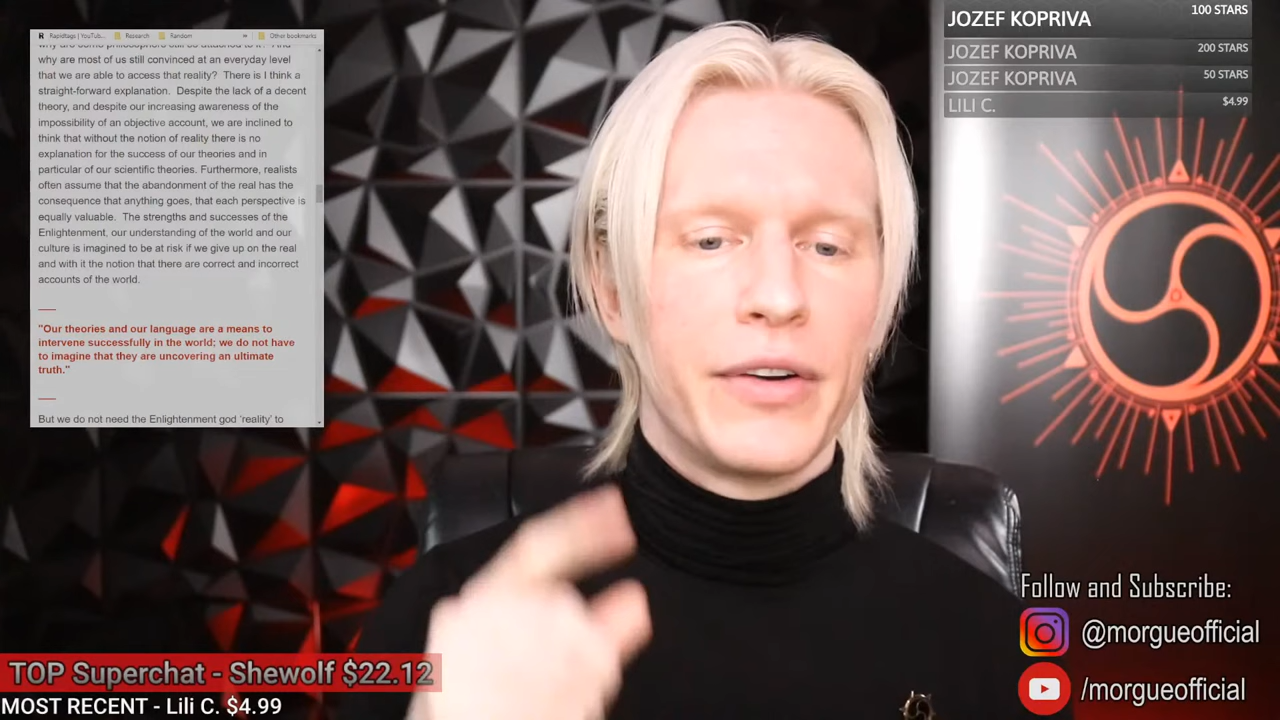 Rapidtags | YouTub... Research Random » Other bookmarks
why are some philosophers still so attached to it? And
why are most of us still convinced at an everyday level
that we are able to access that reality? There is I think a
straight-forward explanation. Despite the lack of a decent
theory, and despite our increasing awareness of the
impossibility of an objective account, we are inclined to
think that without the notion of reality there is no
explanation for the success of our theories and in
particular of our scientific theories. Furthermore, realists
often assume that the abandonment of the real has the
consequence that anything goes, that each perspective is
equally valuable. The strengths and successes of the
Enlightenment, our understanding of the world and our
culture is imagined to be at risk if we give up on the real
and with it the notion that there are correct and incorrect
accounts of the world.
"Our theories and our language are a means to
intervene successfully in the world; we do not have
to imagine that they are uncovering an ultimate
truth."
But we do not need the Enlightenment god ‘reality’ to
JOZEF KOPRIVA 100 STARS
JOZEF KOPRIVA 200 STARS
JOZEF KOPRIVA 50 STARS
LILI C. $4.99
Follow and Subscribe:
@morgueofficial
/morgueofficial
TOP Superchat - Shewolf $22.12
MOST RECENT - Lili C. $4.99